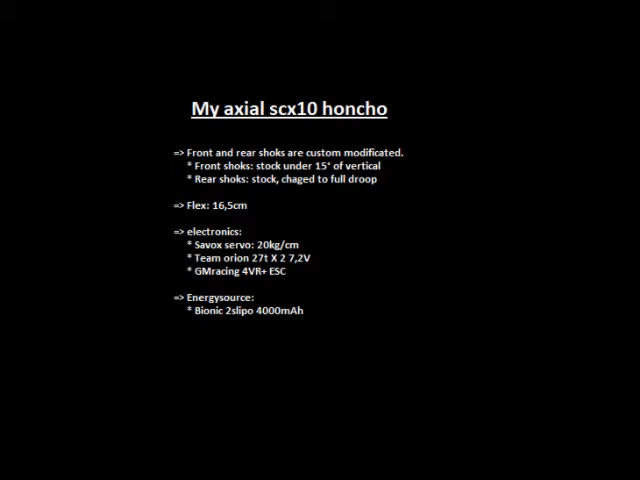 My axial scx10 honcho
=> Front and rear shoks are custom modificated.
* Front shoks: stock under 15° of vertical
* Rear shoks: stock, chaged to full droop
=> Flex: 16,5cm
=> electronics:
* Savox servo: 20kg/cm
* Team orion 27t X 2 7,2V
* GMracing 4VR+ ESC
=> Energysource:
* Bionic 2slipo 4000mAh